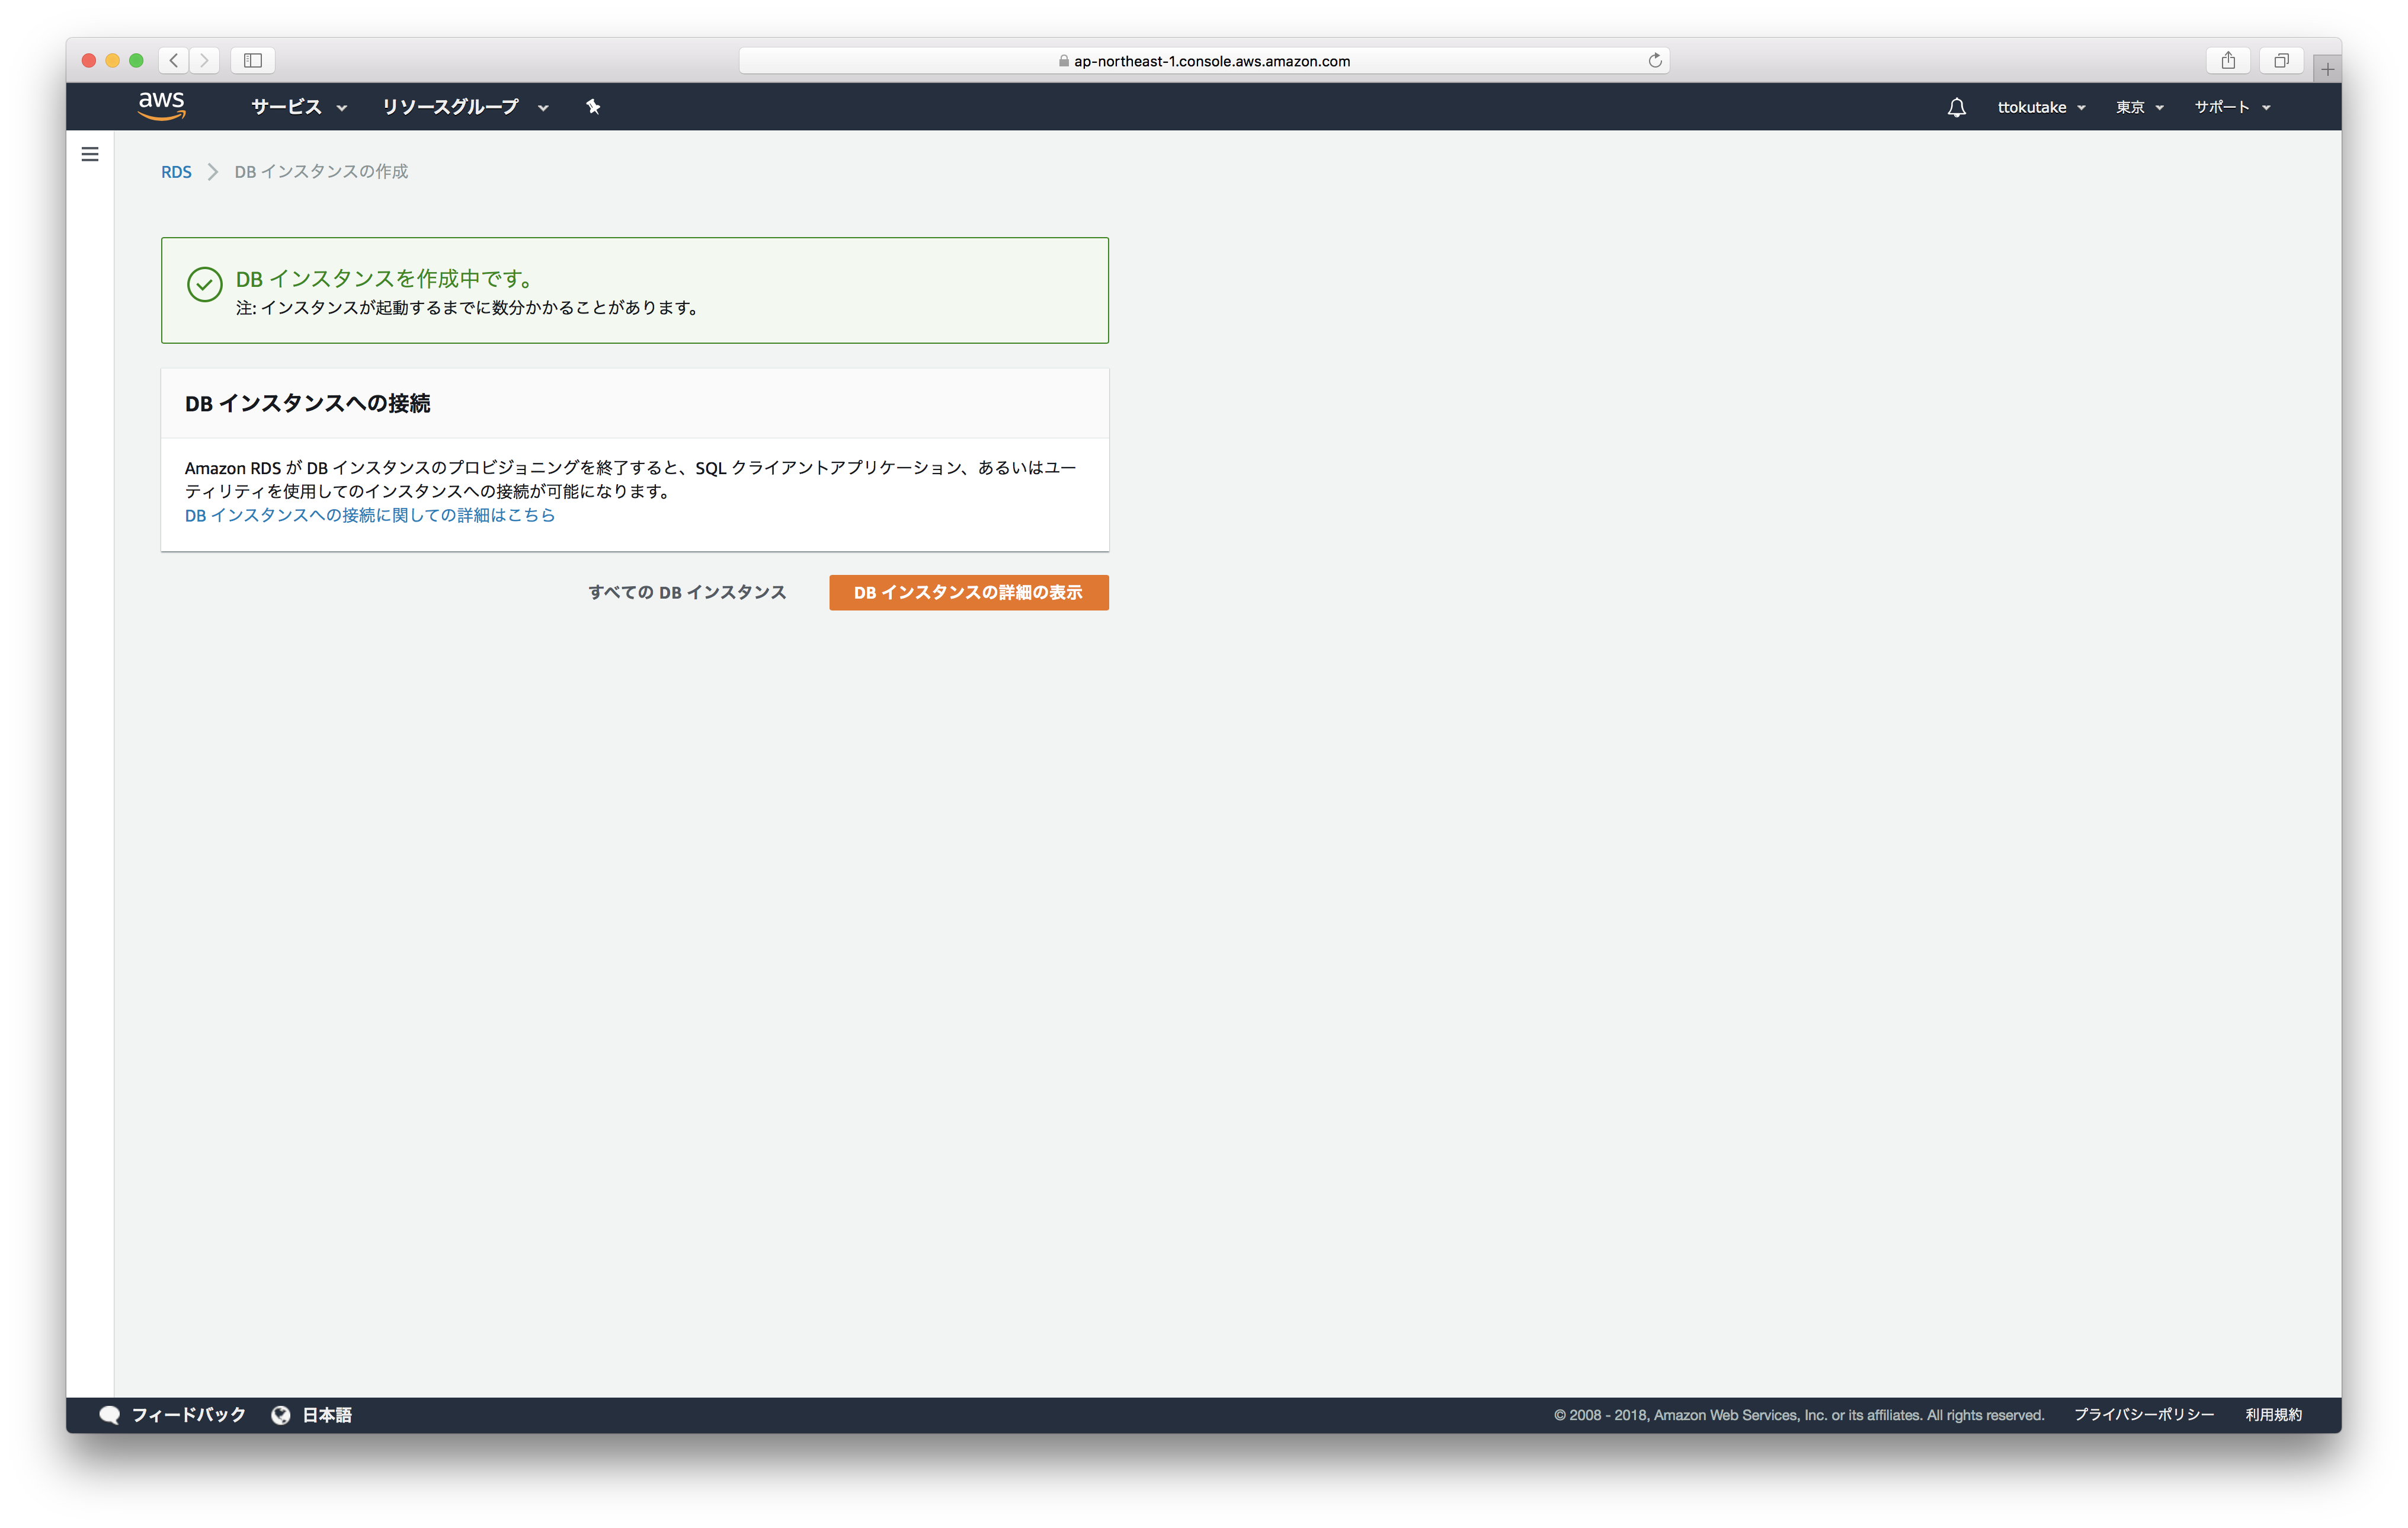 ap-northeast-1.console.aws.amazon.com
aws サービス リソースグループ ttokutake 東京 サポート
RDS DB インスタンスの作成
DB インスタンスを作成中です。
注: インスタンスが起動するまでに数分かかることがあります。
DB インスタンスへの接続
Amazon RDS が DB インスタンスのプロビジョニングを終了すると、SQL クライアントアプリケーション、あるいはユー
ティリティを使用してのインスタンスへの接続が可能になります。
DB インスタンスへの接続に関しての詳細はこちら
すべての DB インスタンス DB インスタンスの詳細の表示
フィードバック 日本語 © 2008 - 2018, Amazon Web Services, Inc. or its affiliates. All rights reserved. プライバシーポリシー 利用規約